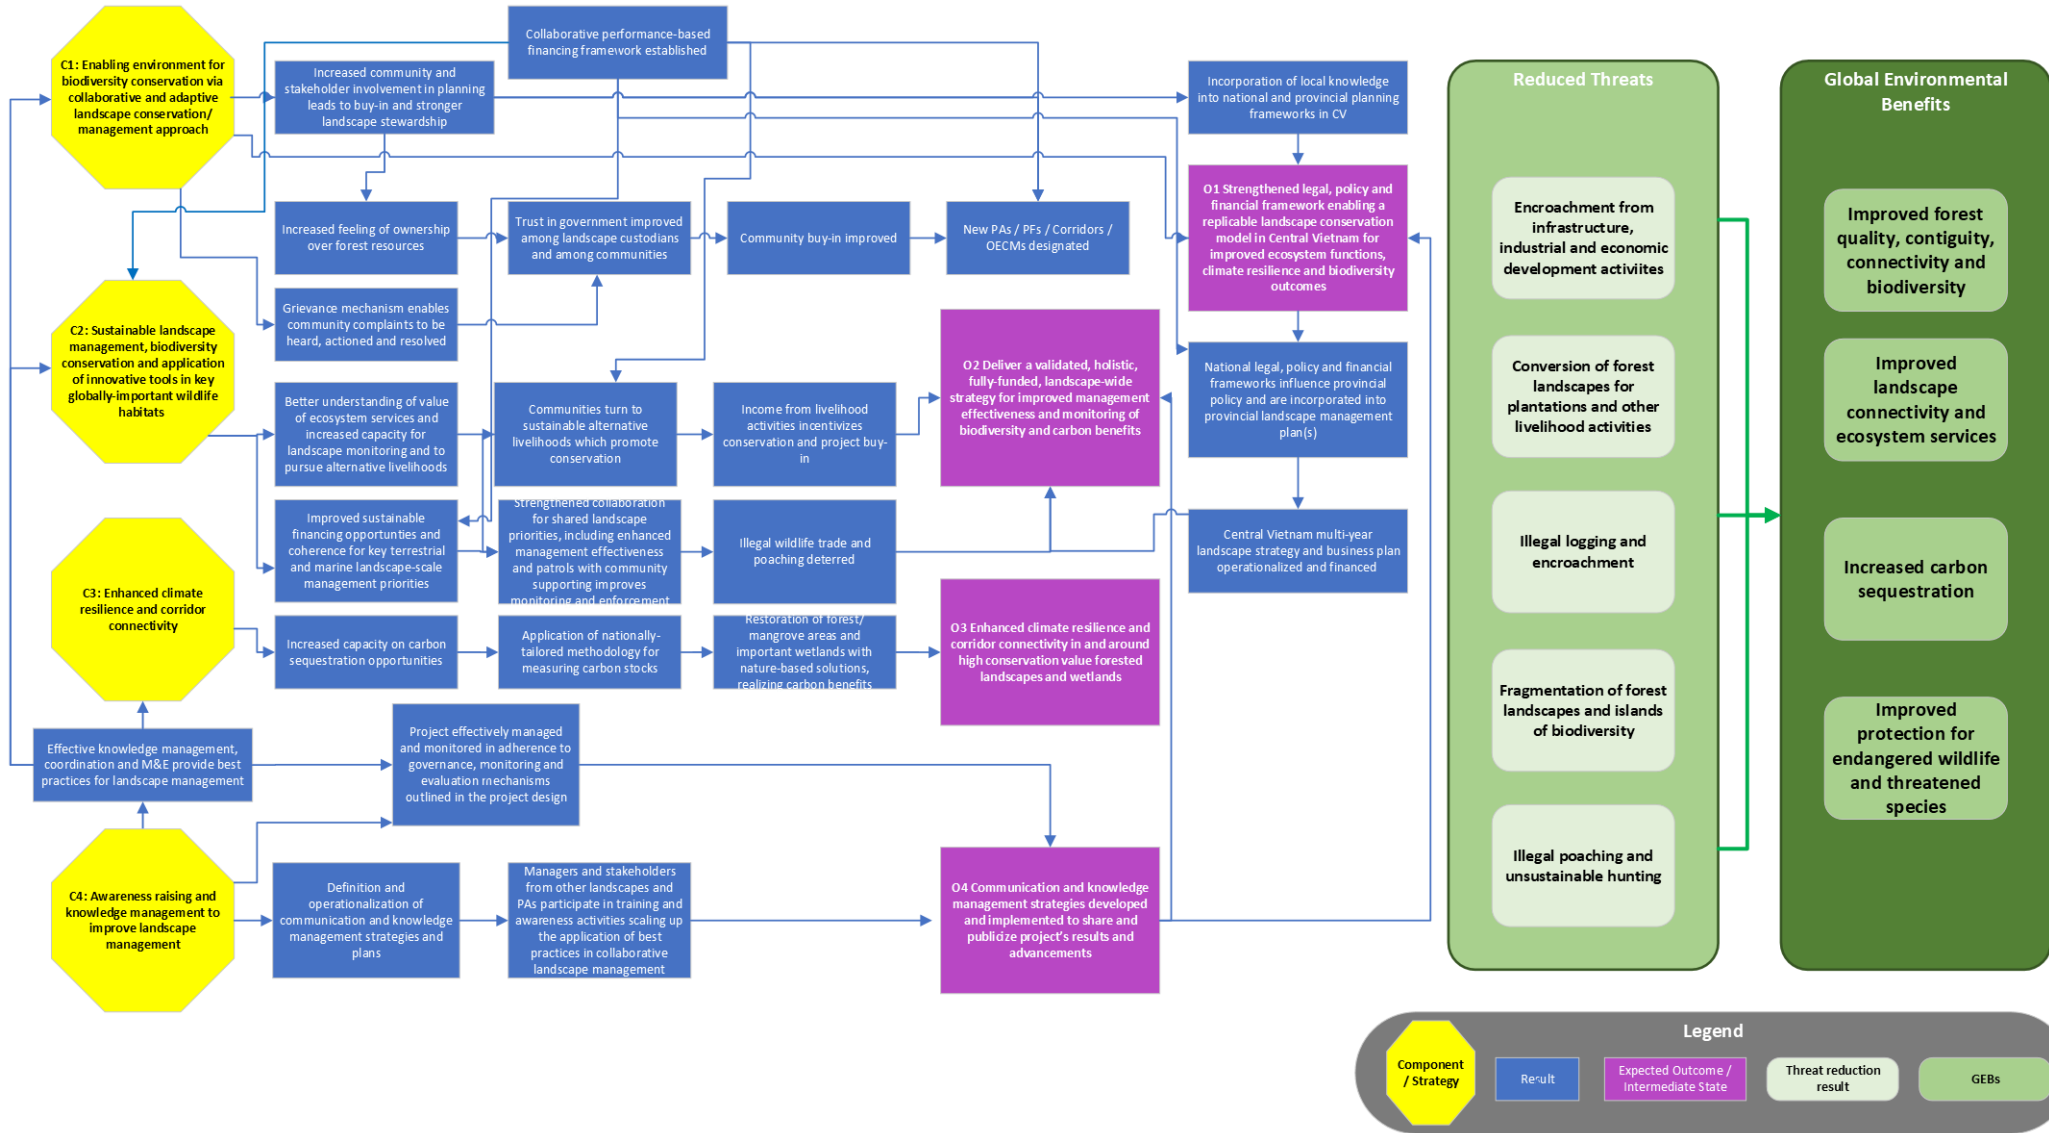 C1: Enabling environment for
biodiversity conservation via
collaborative and adaptive
landscape conservation/
management approach
Collaborative performance-based
financing framework established
Increased community and
stakeholder involvement in planning
leads to buy-in and stronger
landscape stewardship
Incorporation of local knowledge
into national and provincial planning
frameworks in CV
Increased feeling of ownership
over forest resources
Trust in government improved
among landscape custodians
and among communities
Community buy-in improved
New PAs / PFs / Corridors /
OECMs designated
O1 Strengthened legal, policy and
financial framework enabling a
replicable landscape conservation
model in Central Vietnam for
improved ecosystem functions,
climate resilience and biodiversity
outcomes
Grievance mechanism enables
community complaints to be
heard, actioned and resolved
C2: Sustainable landscape
management, biodiversity
conservation and application
of innovative tools in key
globally-important wildlife
habitats
Better understanding of value
of ecosystem services and
increased capacity for
landscape monitoring and to
pursue alternative livelihoods
Communities turn to
sustainable alternative
livelihoods which promote
conservation
Income from livelihood
activities incentivizes
conservation and project buy-
in
O2 Deliver a validated, holistic,
fully-funded, landscape-wide
strategy for improved management
effectiveness and monitoring of
biodiversity and carbon benefits
National legal, policy and financial
frameworks influence provincial
policy and are incorporated into
provincial landscape management
plan(s)
Improved sustainable
financing opportunties and
coherence for key terrestrial
and marine landscape-scale
management priorities
Strengthened collaboration
for shared landscape
priorities, including enhanced
management effectiveness
and patrols with community
supporting improves
monitoring and enforcement
Illegal wildlife trade and
poaching deterred
Central Vietnam multi-year
landscape strategy and business plan
operationalized and financed
C3: Enhanced climate
resilience and corridor
connectivity
Increased capacity on carbon
sequestration opportunities
Application of nationally-
tailored methodology for
measuring carbon stocks
Restoration of forest/
mangrove areas and
important wetlands with
nature-based solutions,
realizing carbon benefits
O3 Enhanced climate resilience and
corridor connectivity in and around
high conservation value forested
landscapes and wetlands
Effective knowledge management,
coordination and M&E provide best
practices for landscape management
Project effectively managed
and monitored in adherence to
governance, monitoring and
evaluation mechanisms
outlined in the project design
C4: Awareness raising and
knowledge management to
improve landscape
management
Definition and
operationalization of
communication and knowledge
management strategies and
plans
Managers and stakeholders
from other landscapes and
PAs participate in training and
awareness activities scaling up
the application of best
practices in collaborative
landscape management
O4 Communication and knowledge
management strategies developed
and implemented to share and
publicize project's results and
advancements
Reduced Threats
Encroachment from
infrastructure,
industrial and economic
development activiites
Conversion of forest
landscapes for
plantations and other
livelihood activities
Illegal logging and
encroachment
Fragmentation of forest
landscapes and islands
of biodiversity
Illegal poaching and
unsustainable hunting
Global Environmental
Benefits
Improved forest
quality, contiguity,
connectivity and
biodiversity
Improved
landscape
connectivity and
ecosystem services
Increased carbon
sequestration
Improved
protection for
endangered wildlife
and threatened
species
Legend
Component
/ Strategy
Result
Expected Outcome /
Intermediate State
Threat reduction
result
GEBs